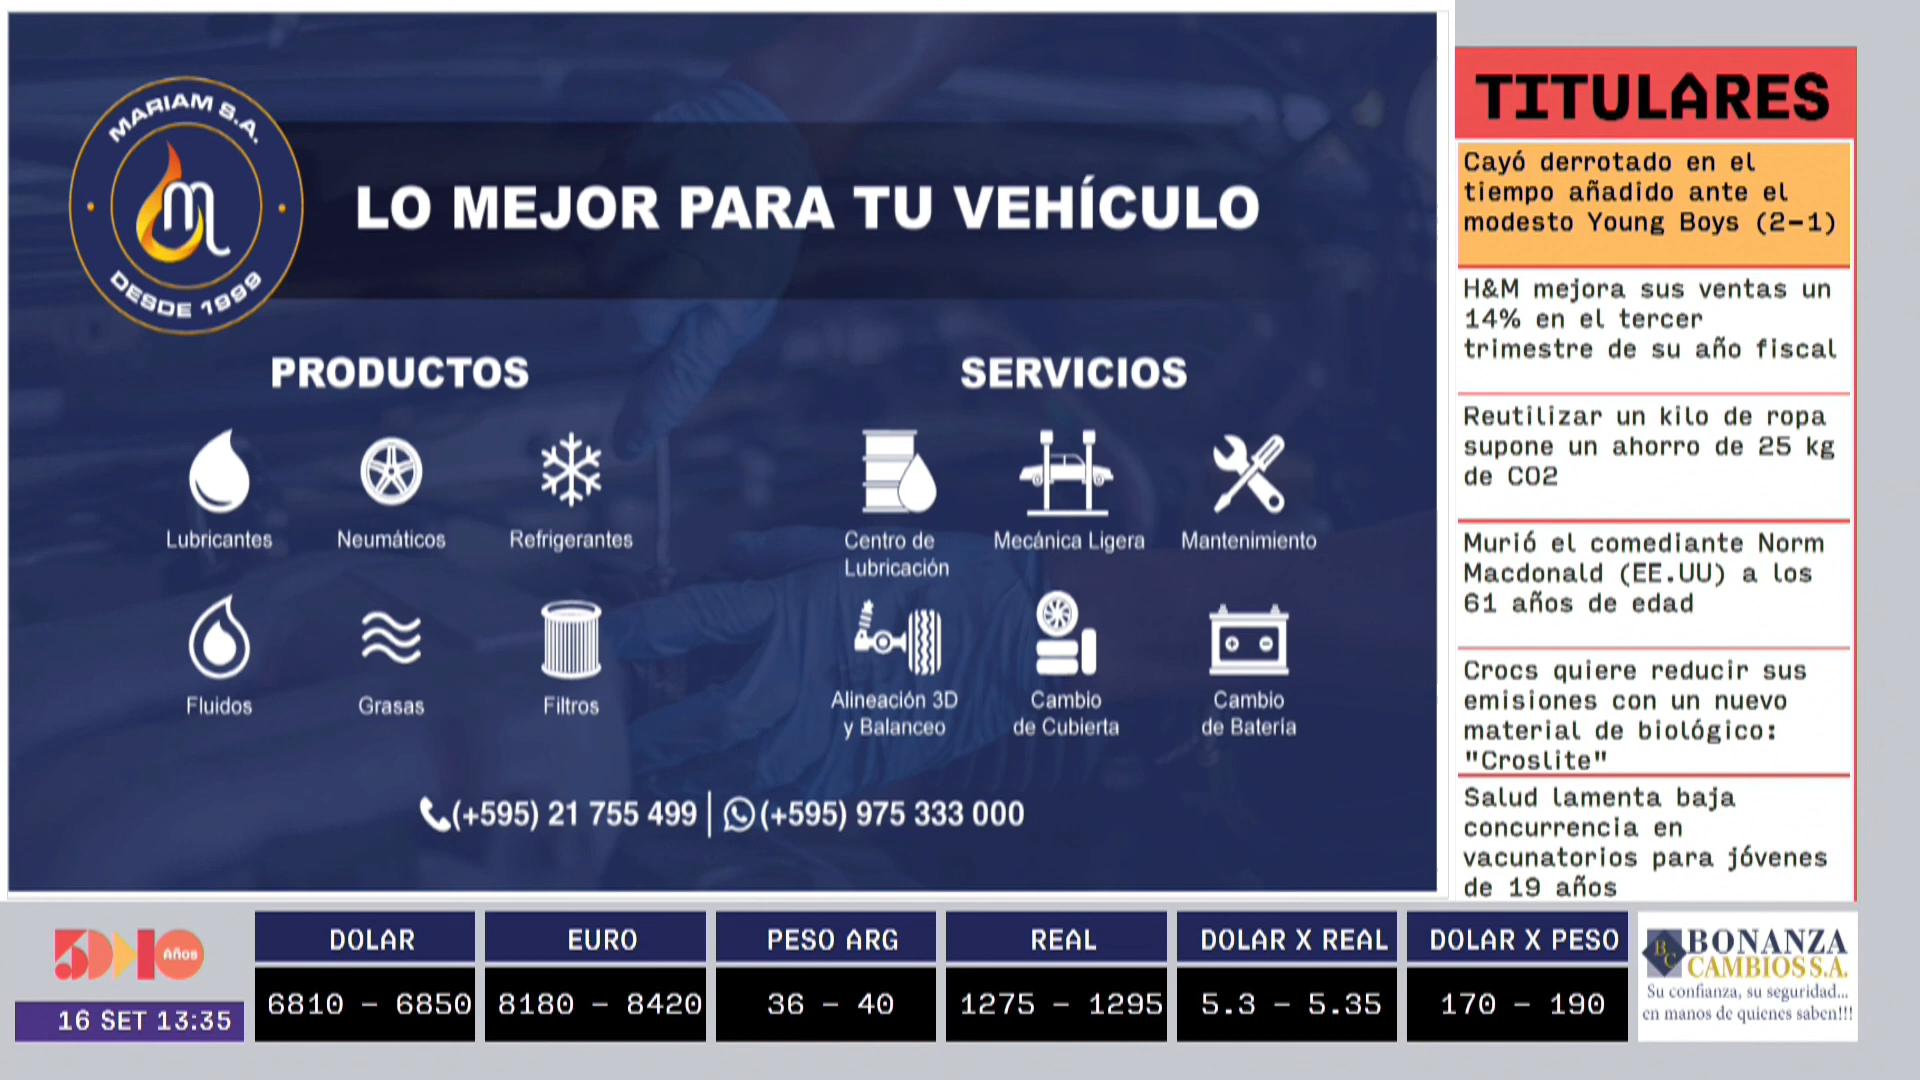 MARIAM S.A.
DESDE 1999
LO MEJOR PARA TU VEHÍCULO
PRODUCTOS
Lubricantes
Neumáticos
Refrigerantes
Fluidos
Grasas
Filtros
SERVICIOS
Centro de
Lubricación
Mecánica Ligera
Mantenimiento
Alineación 3D
y Balanceo
Cambio
de Cubierta
Cambio
de Batería
(+595) 21 755 499 | (+595) 975 333 000
TITULARES
Cayó derrotado en el
tiempo añadido ante el
modesto Young Boys (2-1)
H&M mejora sus ventas un
14% en el tercer
trimestre de su año fiscal
Reutilizar un kilo de ropa
supone un ahorro de 25 kg
de CO2
Murió el comediante Norm
Macdonald (EE.UU) a los
61 años de edad
Crocs quiere reducir sus
emisiones con un nuevo
material de biológico:
"Croslite"
Salud lamenta baja
concurrencia en
vacunatorios para jóvenes
de 19 años
Años
16 SET 13:35
DOLAR
6810 - 6850
EURO
8180 - 8420
PESO ARG
36 - 40
REAL
1275 - 1295
DOLAR X REAL
5.3 - 5.35
DOLAR X PESO
170 - 190
BC
BONANZA
CAMBIOS S.A.
Su confianza, su seguridad...
en manos de quienes saben!!!